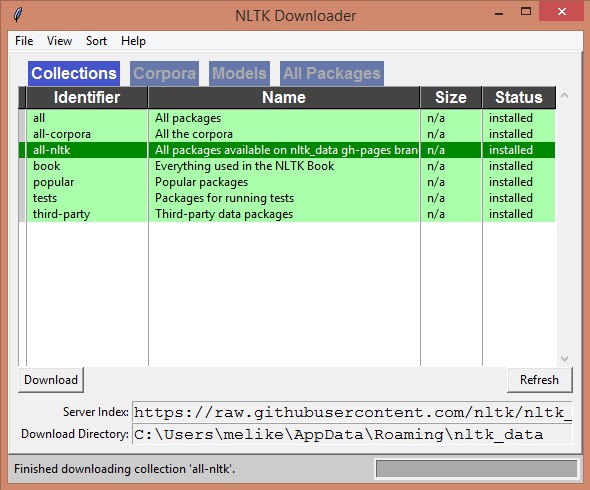 NLTK Downloader
File View Sort Help
Collections Corpora Models All Packages
Identifier Name Size Status
all All packages n/a installed
all-corpora All the corpora n/a installed
all-nltk All packages available on nltk_data gh-pages bran n/a installed
book Everything used in the NLTK Book n/a installed
popular Popular packages n/a installed
tests Packages for running tests n/a installed
third-party Third-party data packages n/a installed
Download Refresh
Server Index: https://raw.githubusercontent.com/nltk/nltk_
Download Directory: C:\Users\melike\AppData\Roaming\nltk_data
Finished downloading collection 'all-nltk'.